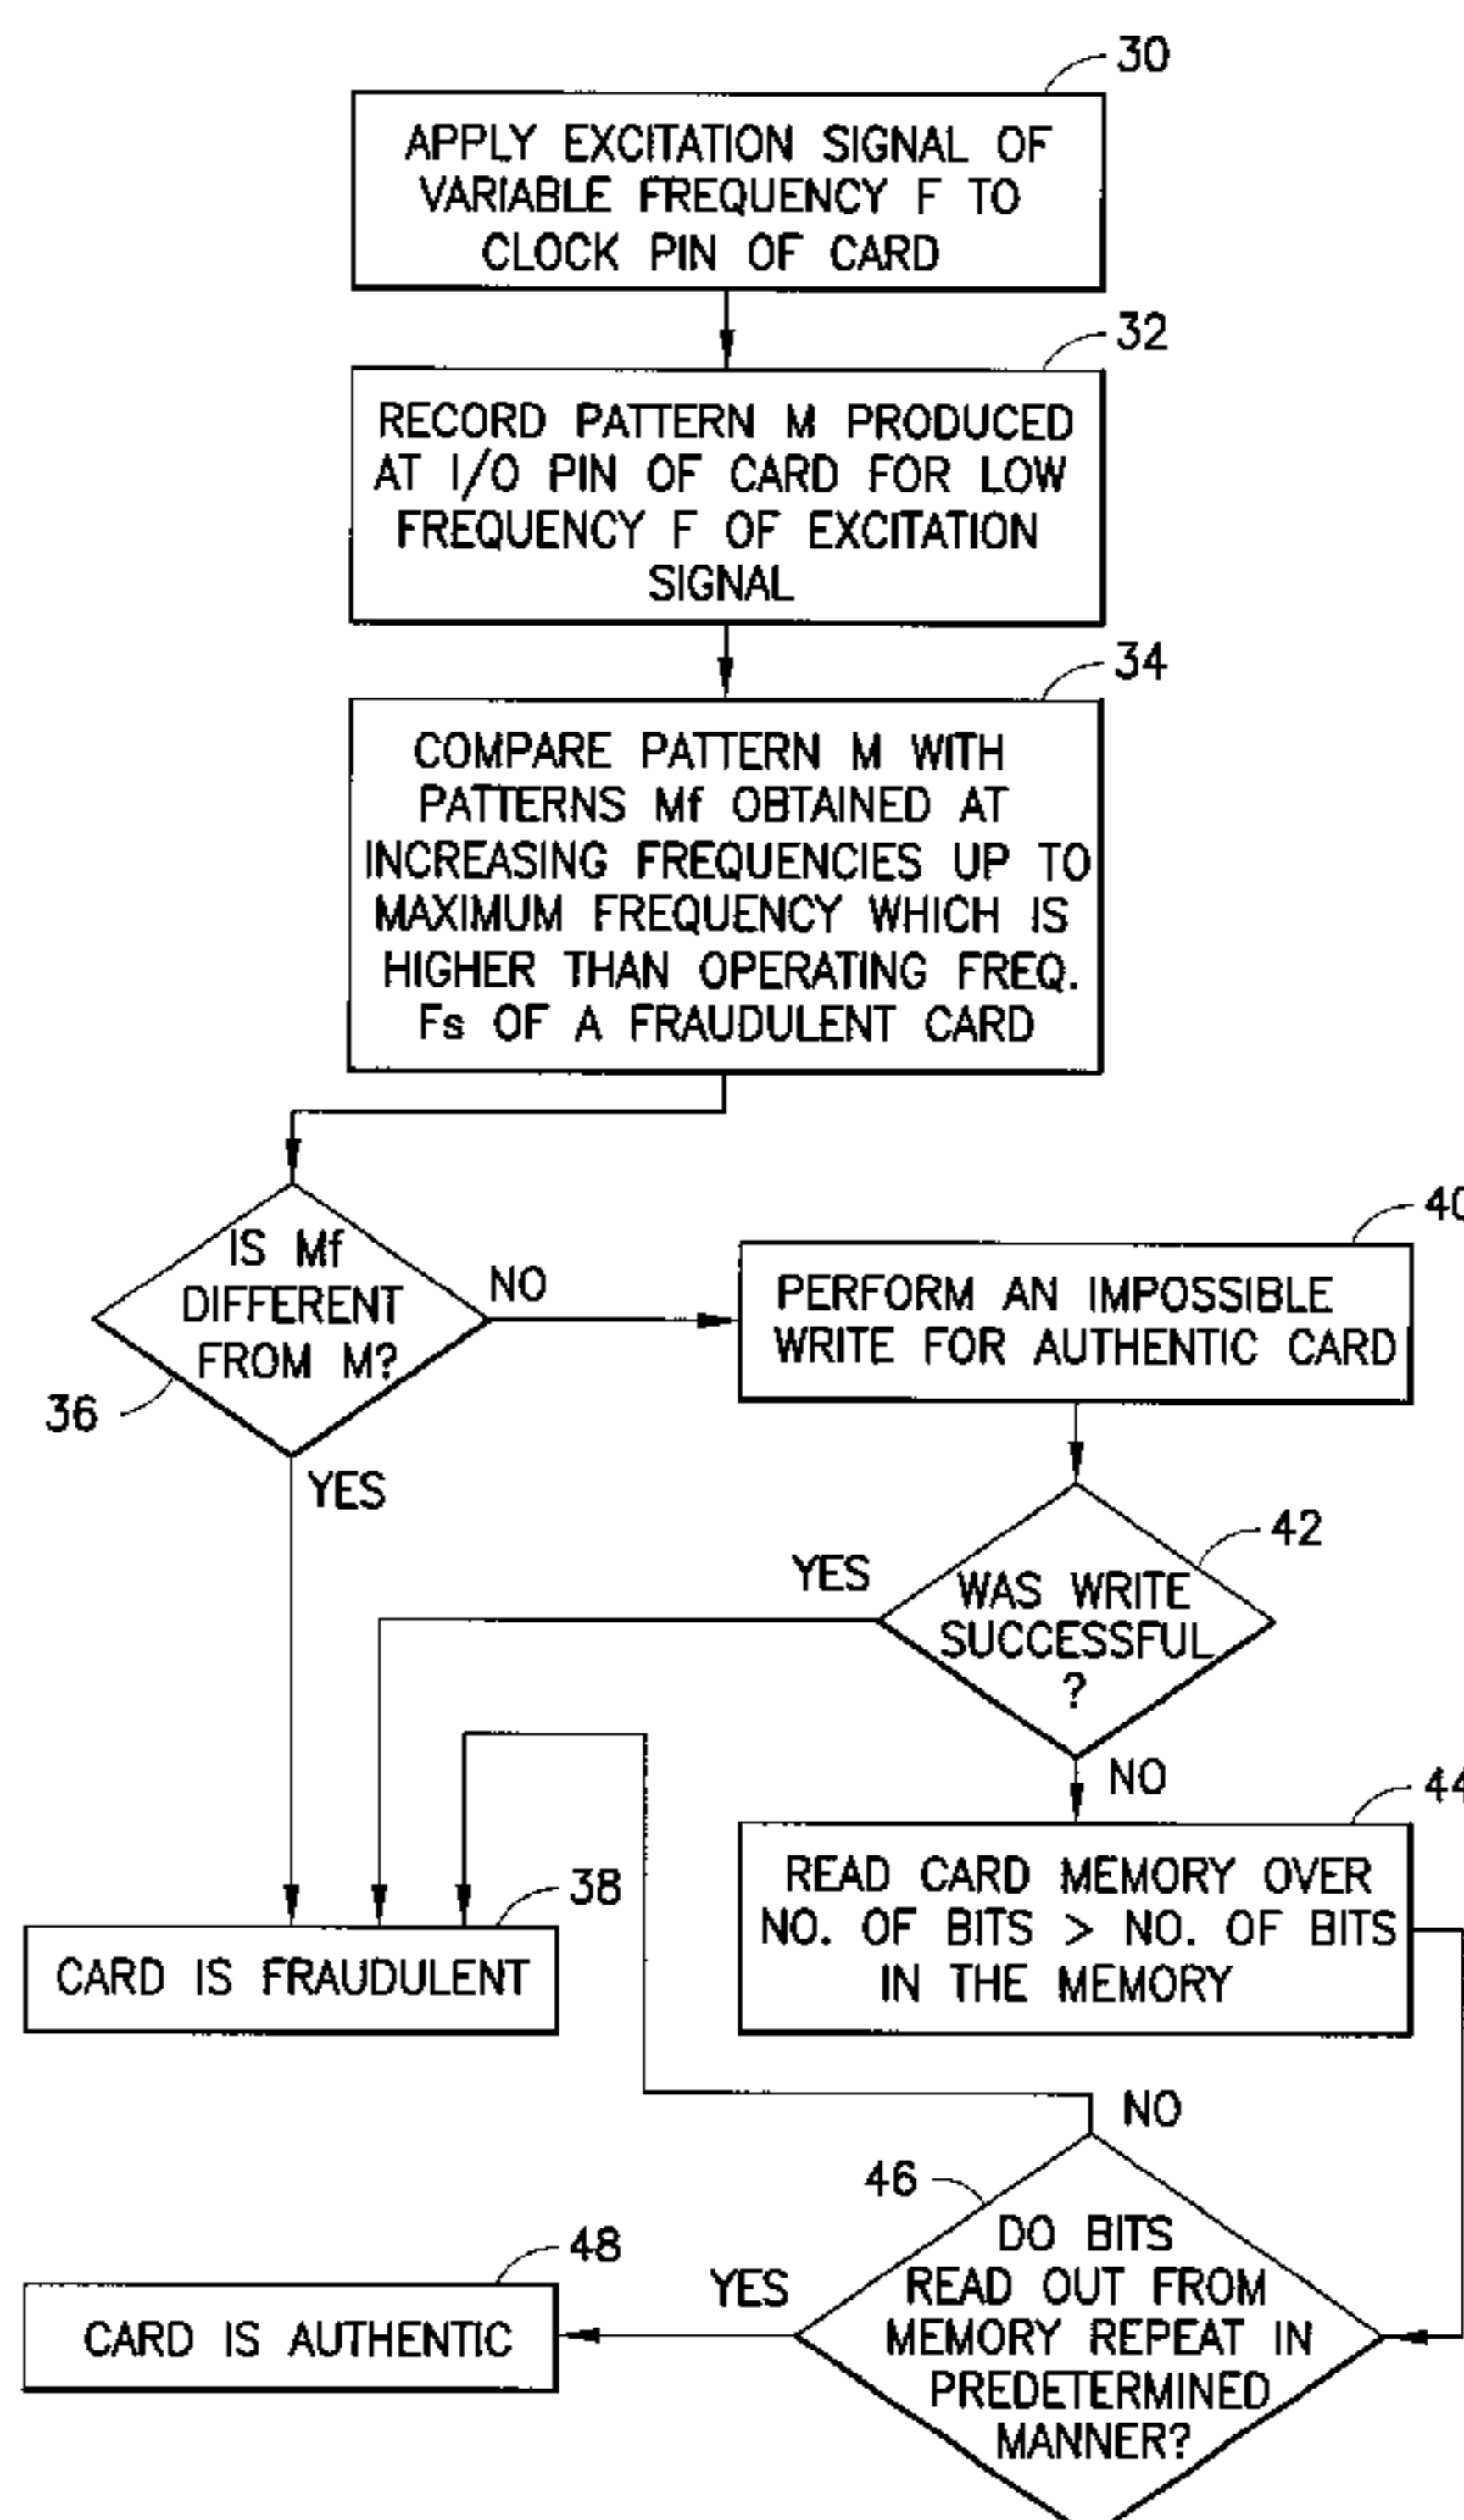 30
APPLY EXCITATION SIGNAL OF
VARIABLE FREQUENCY F TO
CLOCK PIN OF CARD
32
RECORD PATTERN M PRODUCED
AT I/O PIN OF CARD FOR LOW
FREQUENCY F OF EXCITATION
SIGNAL
34
COMPARE PATTERN M WITH
PATTERNS Mf OBTAINED AT
INCREASING FREQUENCIES UP TO
MAXIMUM FREQUENCY WHICH IS
HIGHER THAN OPERATING FREQ.
Fs OF A FRAUDULENT CARD
IS Mf
DIFFERENT
FROM M?
36
NO
YES
40
PERFORM AN IMPOSSIBLE
WRITE FOR AUTHENTIC CARD
42
WAS WRITE
SUCCESSFUL
?
YES
NO
38
CARD IS FRAUDULENT
44
READ CARD MEMORY OVER
NO. OF BITS > NO. OF BITS
IN THE MEMORY
NO
46
DO BITS
READ OUT FROM
MEMORY REPEAT IN
PREDETERMINED
MANNER?
YES
48
CARD IS AUTHENTIC